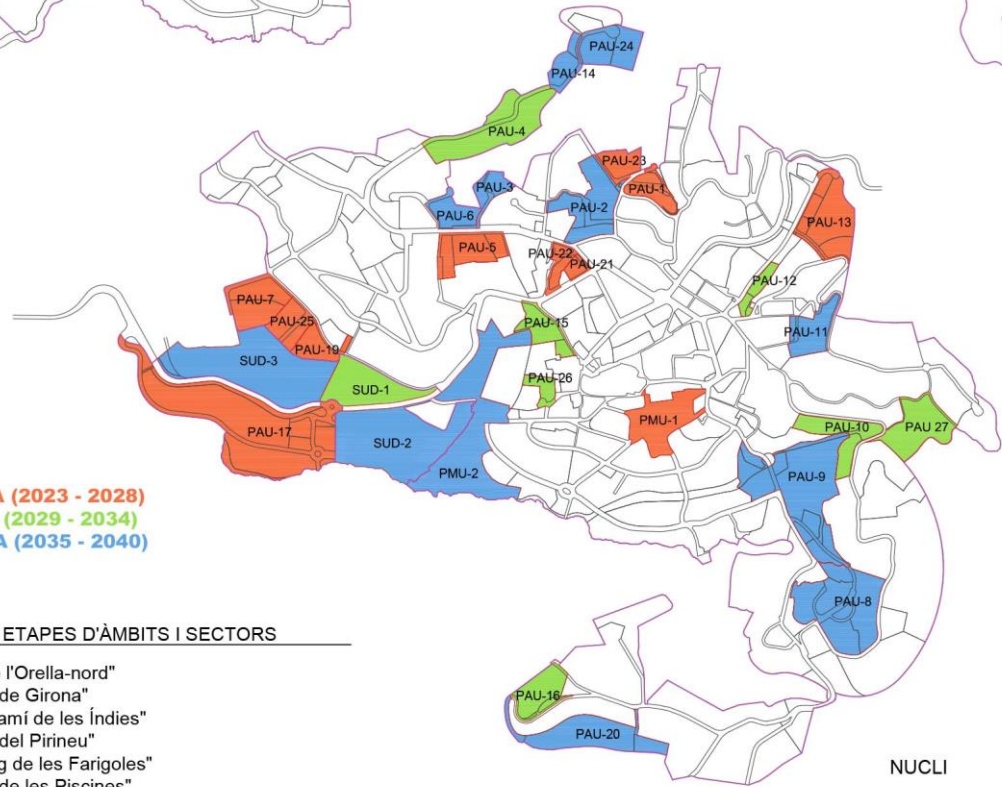 PAU-24
PAU-14
PAU-4
PAU-23
PAU-3
PAU-1
PAU-6
PAU-2
PAU-13
PAU-5
PAU-22
PAU-21
PAU-12
PAU-7
PAU-25
PAU-15
PAU-11
PAU-19
SUD-3
PAU-26
SUD-1
PMU-1
PAU-17
PAU-10
PAU 27
SUD-2
PMU-2
PAU-9
A (2023 - 2028)
(2029 - 2034)
A (2035 - 2040)
PAU-8
ETAPES D'ÀMBITS I SECTORS
l'Orella-nord"
de Girona"
amí de les Índies"
del Pirineu"
g de les Farigoles"
de les Piscines"
PAU-16
PAU-20
NUCLI